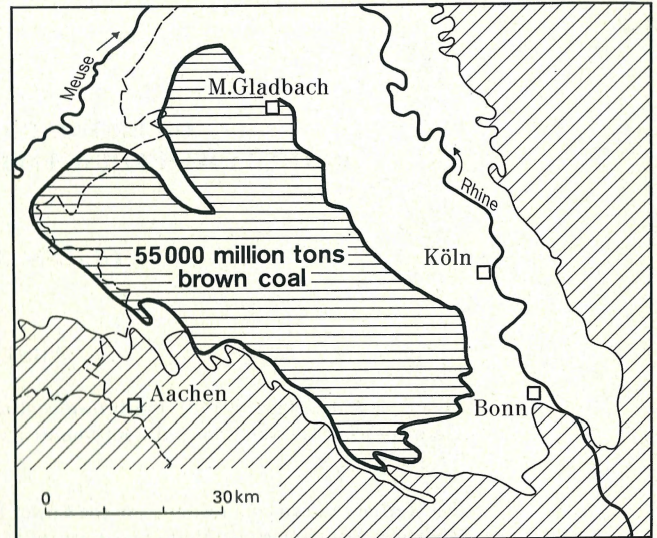 Meuse
M.Gladbach
Rhine
55000 million tons
brown coal
Köln
Aachen
Bonn
0 30km